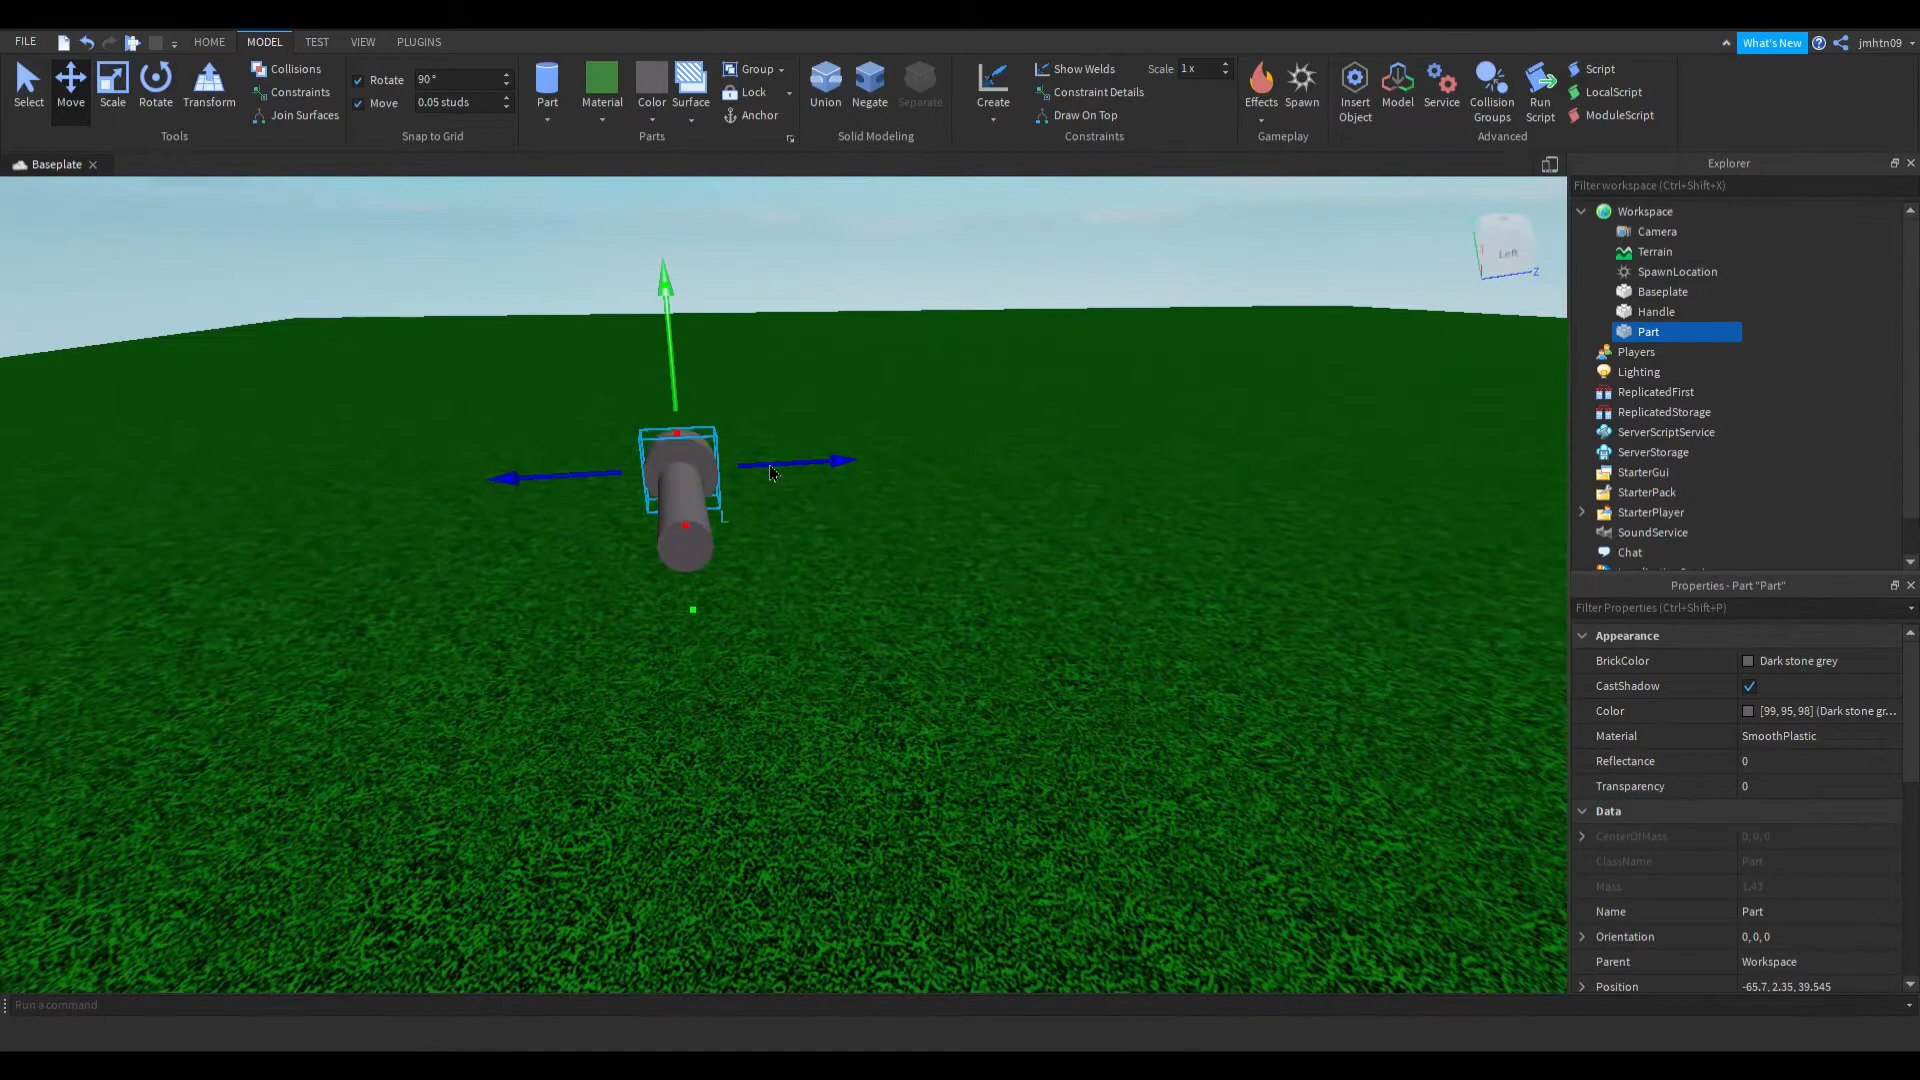 FILE HOME MODEL TEST VIEW PLUGINS What's New jmhtn09
Select Move Scale Rotate Transform
Collisions
Constraints
Join Surfaces
Tools
Rotate 90°
Move 0.05 studs
Snap to Grid
Part Material Color Surface
Group
Lock
Anchor
Parts
Union Negate Separate
Solid Modeling
Create
Show Welds Scale 1 x
Constraint Details
Draw On Top
Constraints
Effects Spawn
Gameplay
Insert Object
Model Service
Collision Groups
Run Script
Script
LocalScript
ModuleScript
Advanced
Baseplate
Left
Z
L
Explorer
Filter workspace (Ctrl+Shift+X)
Workspace
Camera
Terrain
SpawnLocation
Baseplate
Handle
Part
Players
Lighting
ReplicatedFirst
ReplicatedStorage
ServerScriptService
ServerStorage
StarterGui
StarterPack
StarterPlayer
SoundService
Chat
Properties - Part "Part"
Filter Properties (Ctrl+Shift+P)
Appearance
BrickColor Dark stone grey
CastShadow
Color [99, 95, 98] (Dark stone gr...
Material SmoothPlastic
Reflectance 0
Transparency 0
Data
CenterOfMass 0, 0, 0
ClassName Part
Mass 1.43
Name Part
Orientation 0, 0, 0
Parent Workspace
Position -65.7, 2.35, 39.545
Run a command